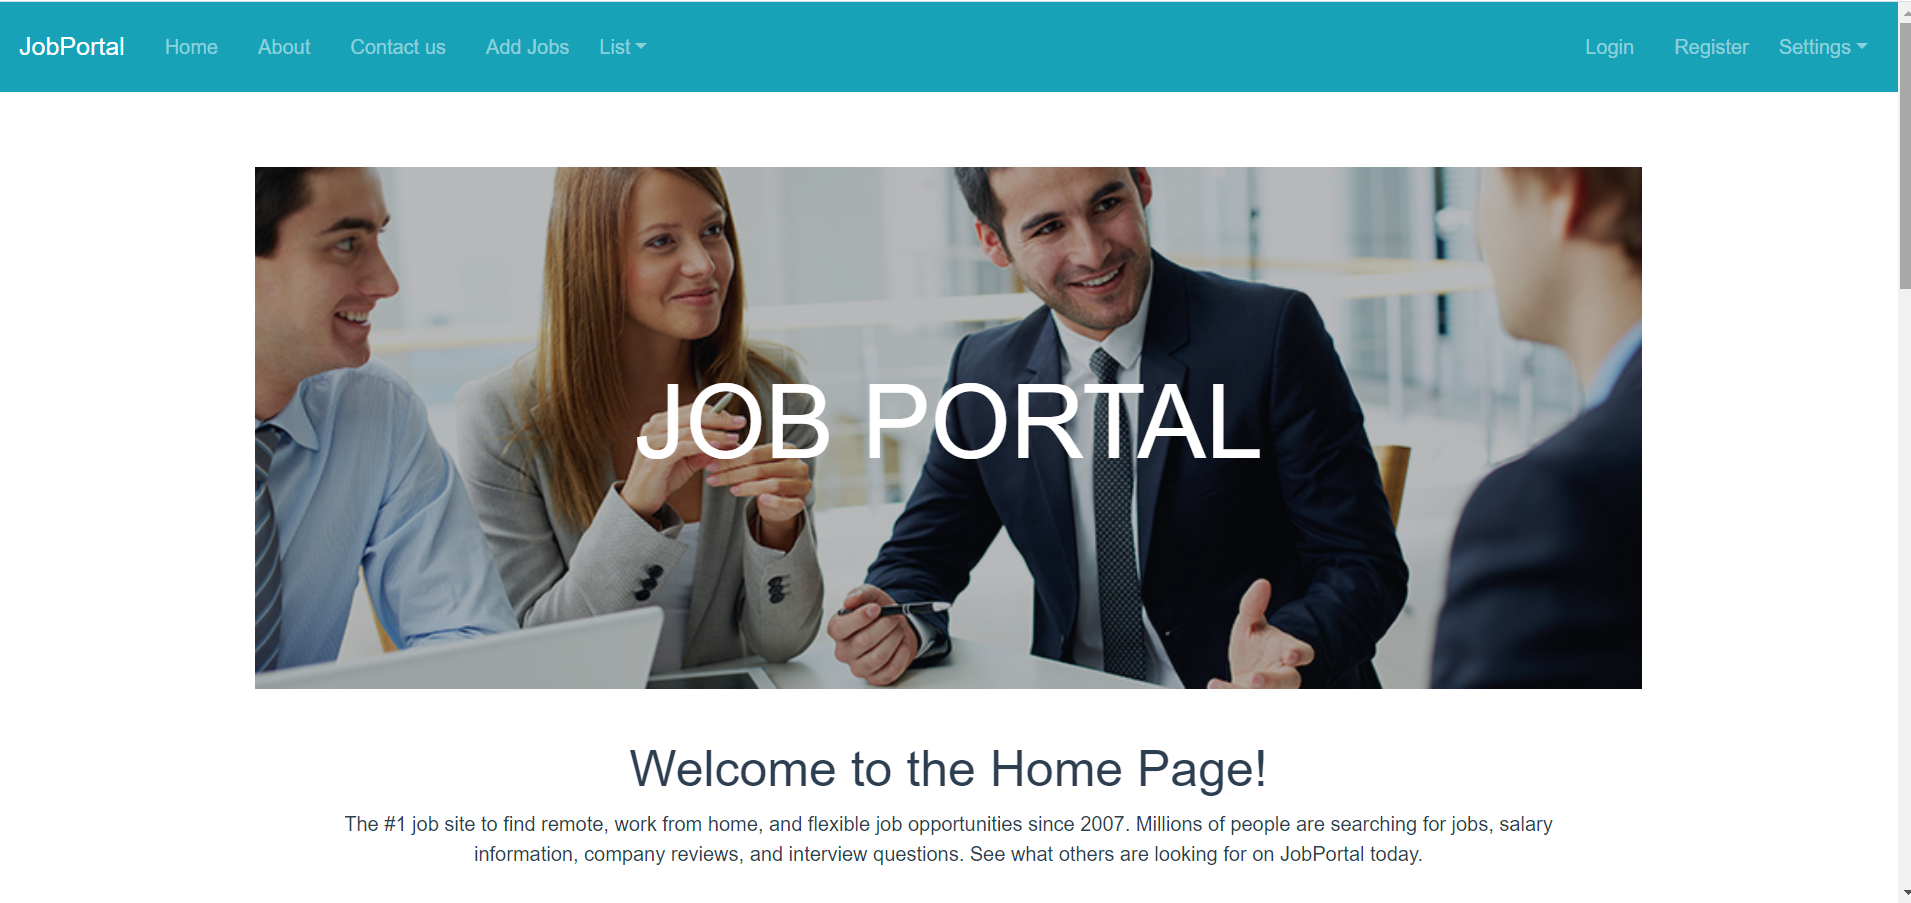 JobPortal Home About Contact us Add Jobs List Login Register Settings
JOB PORTAL
Welcome to the Home Page!
The #1 job site to find remote, work from home, and flexible job opportunities since 2007. Millions of people are searching for jobs, salary
information, company reviews, and interview questions. See what others are looking for on JobPortal today.